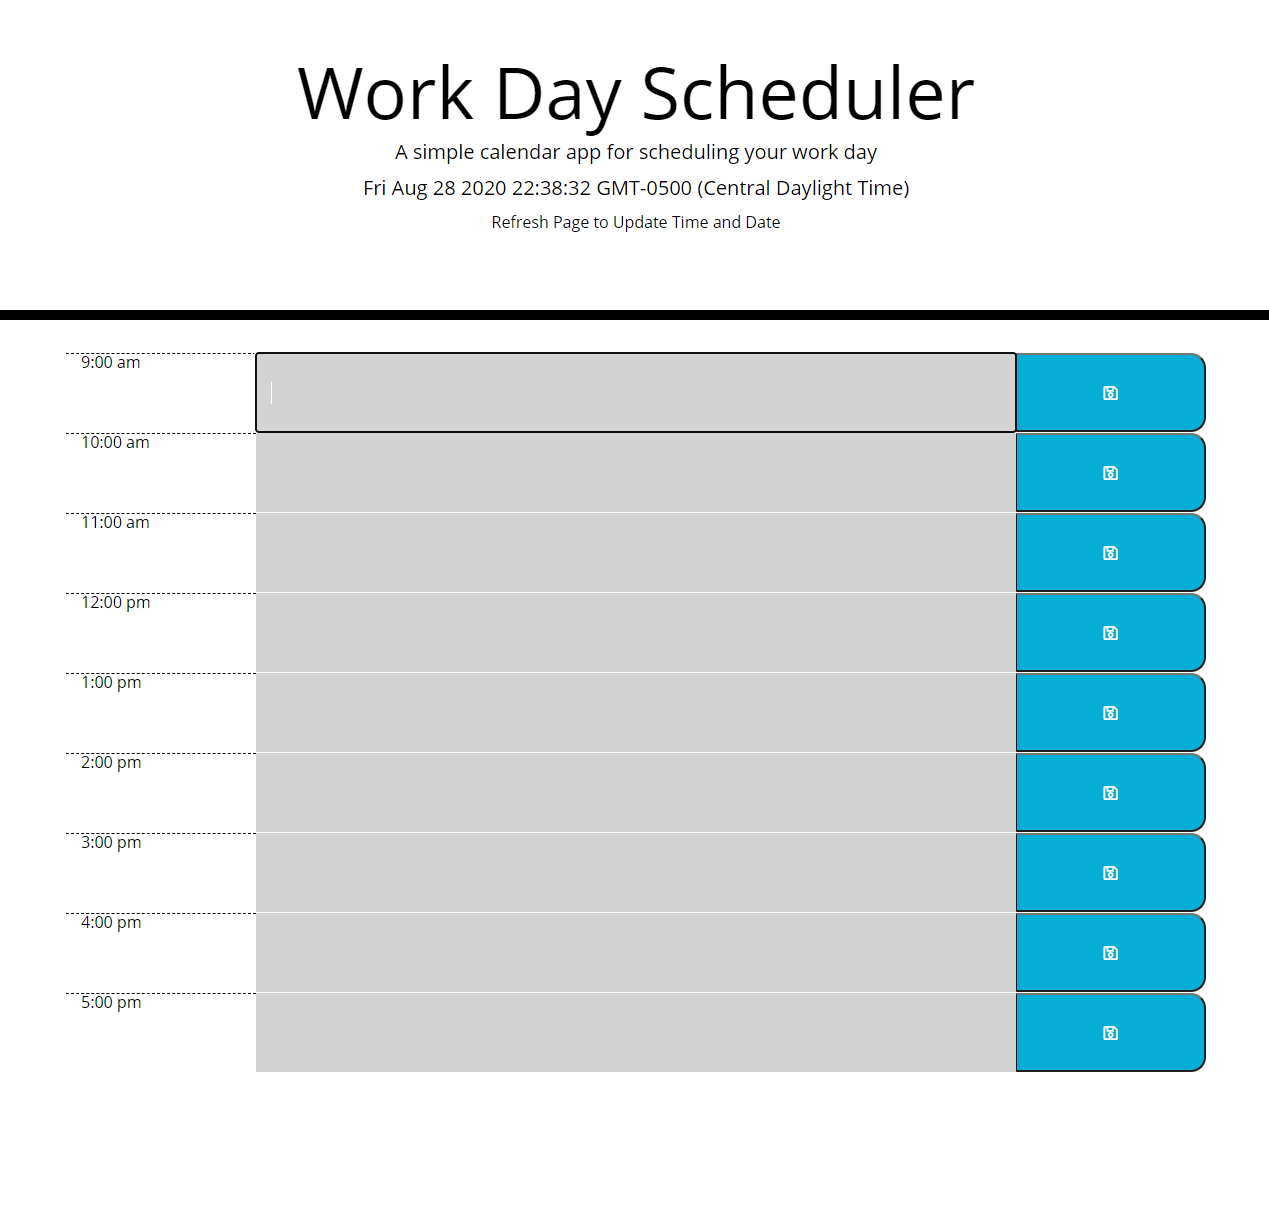 Work Day Scheduler
A simple calendar app for scheduling your work day
Fri Aug 28 2020 22:38:32 GMT-0500 (Central Daylight Time)
Refresh Page to Update Time and Date
9:00 am
10:00 am
11:00 am
12:00 pm
1:00 pm
2:00 pm
3:00 pm
4:00 pm
5:00 pm